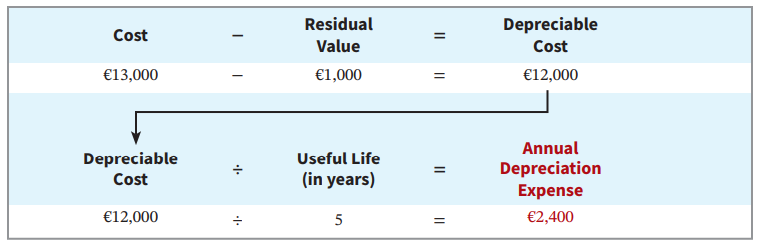 Cost − Residual Value = Depreciable Cost
€13,000 − €1,000 = €12,000
Depreciable Cost ÷ Useful Life (in years) = Annual Depreciation Expense
€12,000 ÷ 5 = €2,400